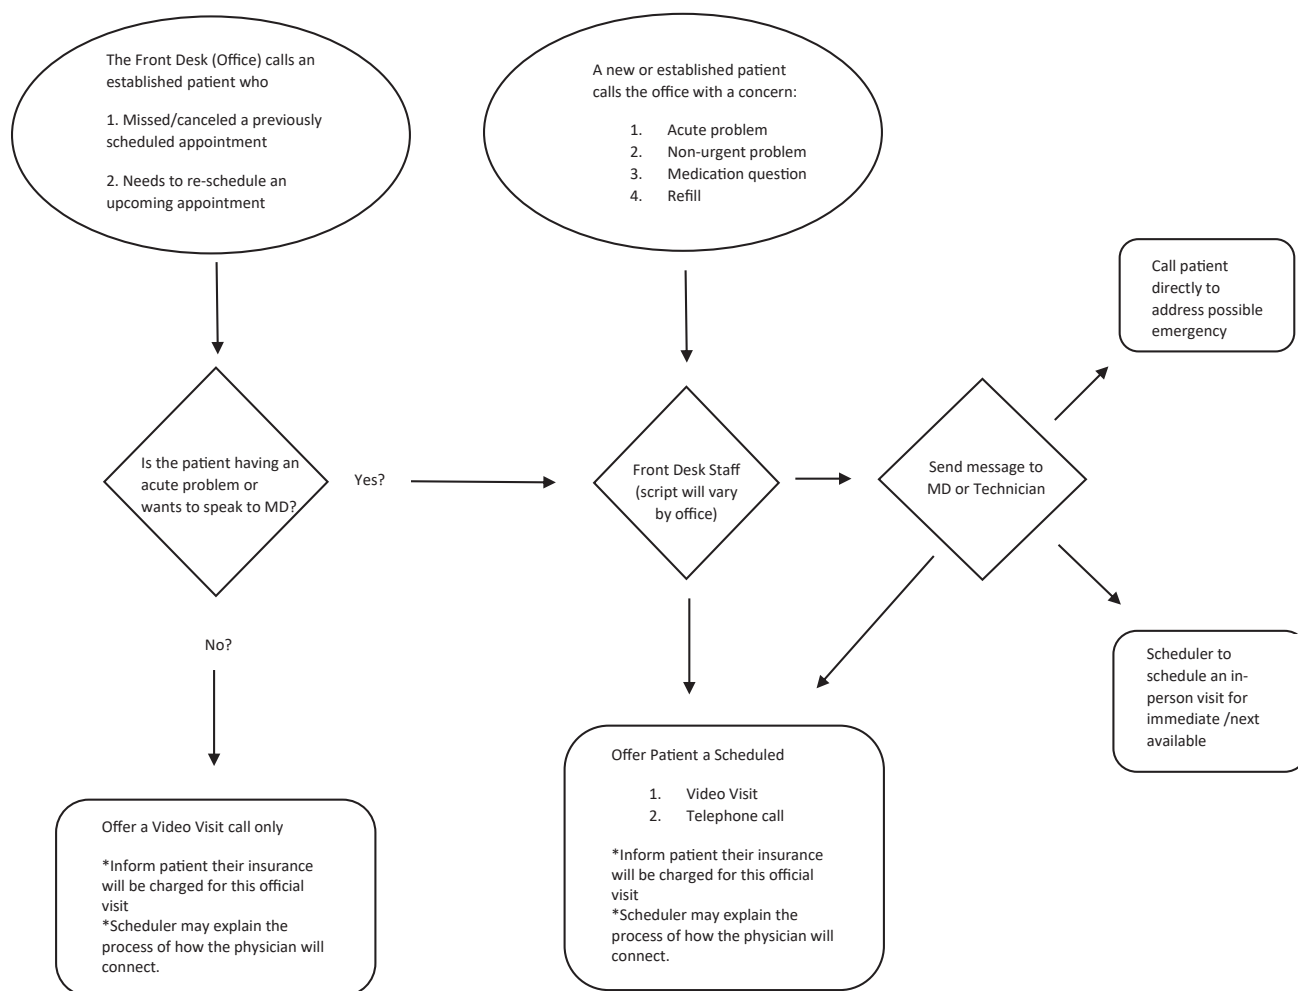 The Front Desk (Office) calls an
established patient who
1. Missed/canceled a previously
scheduled appointment
2. Needs to re-schedule an
upcoming appointment
A new or established patient
calls the office with a concern:
1. Acute problem
2. Non-urgent problem
3. Medication question
4. Refill
Call patient
directly to
address possible
emergency
Is the patient having an
acute problem or
wants to speak to MD?
Yes?
Front Desk Staff
(script will vary
by office)
Send message to
MD or Technician
No?
Scheduler to
schedule an in-
person visit for
immediate /next
available
Offer a Video Visit call only
*Inform patient their insurance
will be charged for this official
visit
*Scheduler may explain the
process of how the physician will
connect.
Offer Patient a Scheduled
1. Video Visit
2. Telephone call
*Inform patient their insurance
will be charged for this official
visit
*Scheduler may explain the
process of how the physician will
connect.